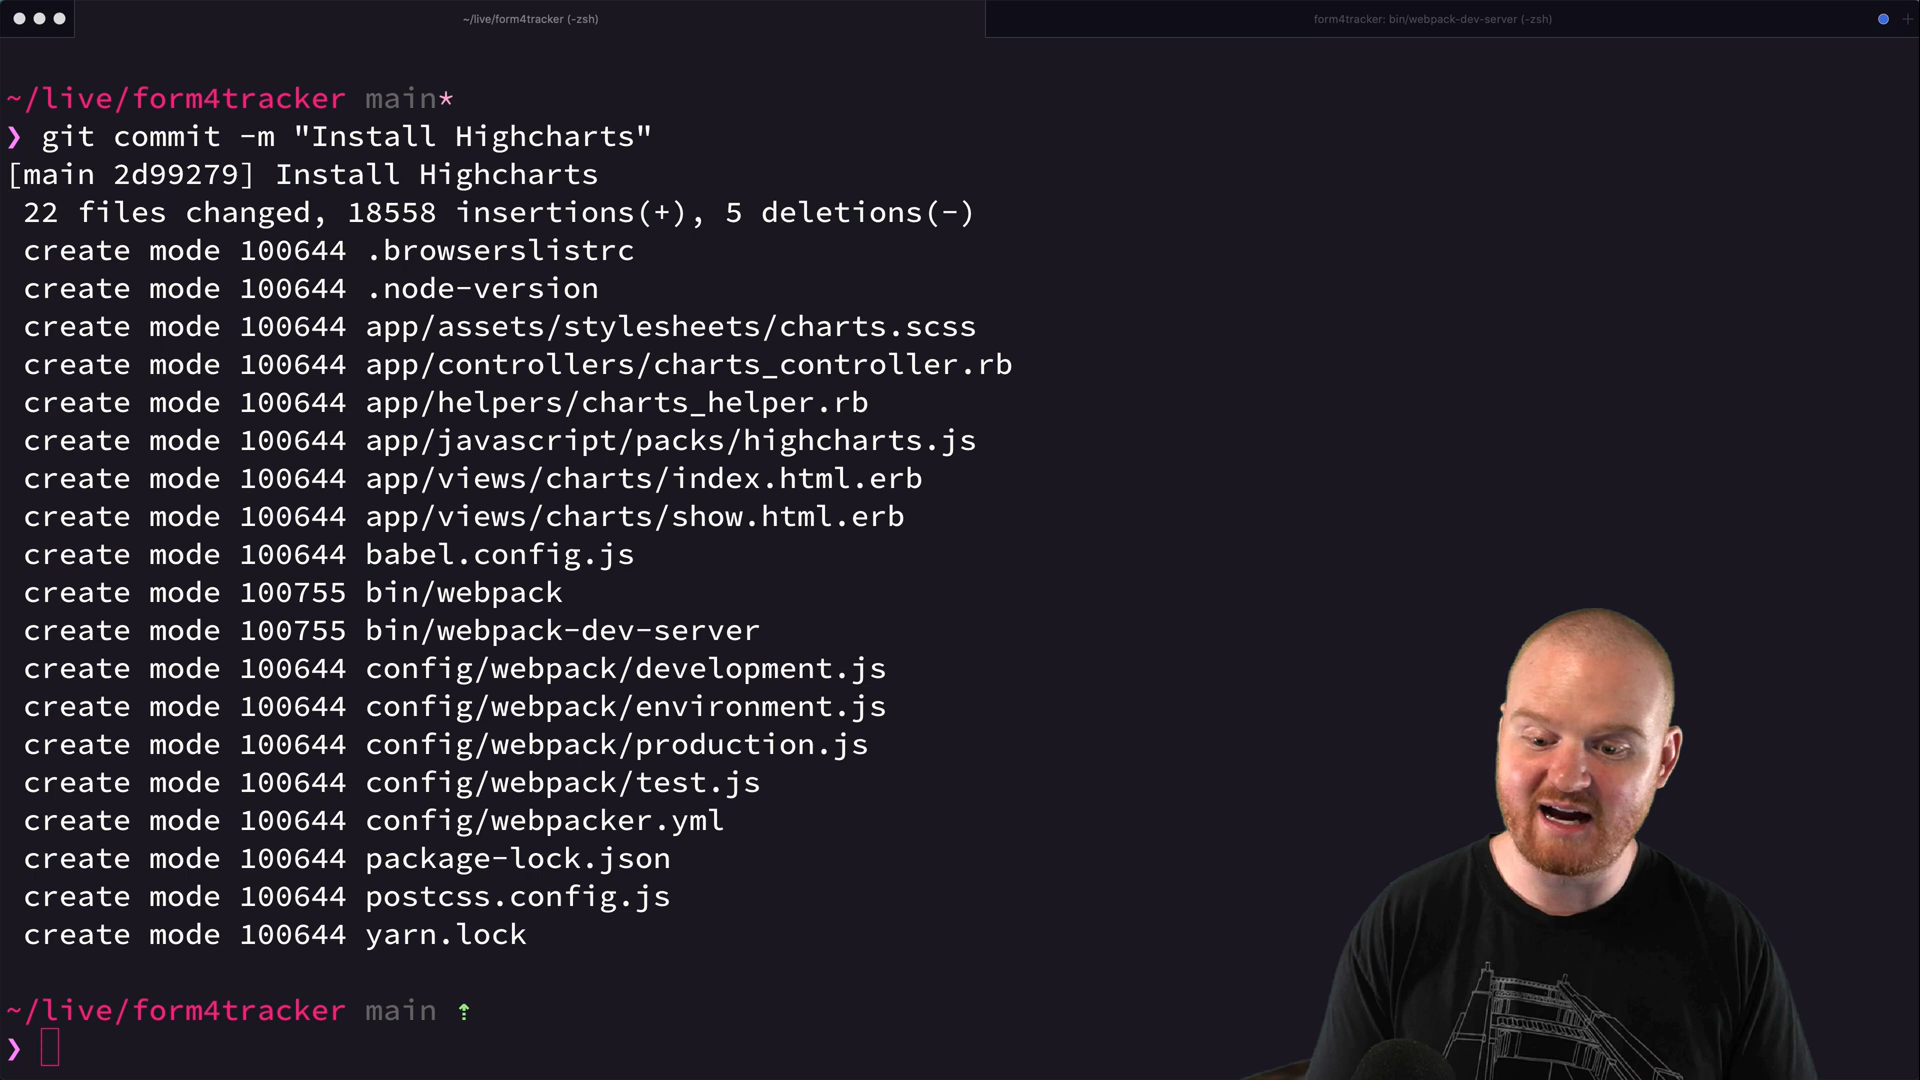 ~/live/form4tracker (-zsh)
form4tracker: bin/webpack-dev-server (-zsh)
+
~/live/form4tracker main*
❯ git commit -m "Install Highcharts"
[main 2d99279] Install Highcharts
22 files changed, 18558 insertions(+), 5 deletions(-)
create mode 100644 .browserslistrc
create mode 100644 .node-version
create mode 100644 app/assets/stylesheets/charts.scss
create mode 100644 app/controllers/charts_controller.rb
create mode 100644 app/helpers/charts_helper.rb
create mode 100644 app/javascript/packs/highcharts.js
create mode 100644 app/views/charts/index.html.erb
create mode 100644 app/views/charts/show.html.erb
create mode 100644 babel.config.js
create mode 100755 bin/webpack
create mode 100755 bin/webpack-dev-server
create mode 100644 config/webpack/development.js
create mode 100644 config/webpack/environment.js
create mode 100644 config/webpack/production.js
create mode 100644 config/webpack/test.js
create mode 100644 config/webpacker.yml
create mode 100644 package-lock.json
create mode 100644 postcss.config.js
create mode 100644 yarn.lock
~/live/form4tracker main ⇡
❯